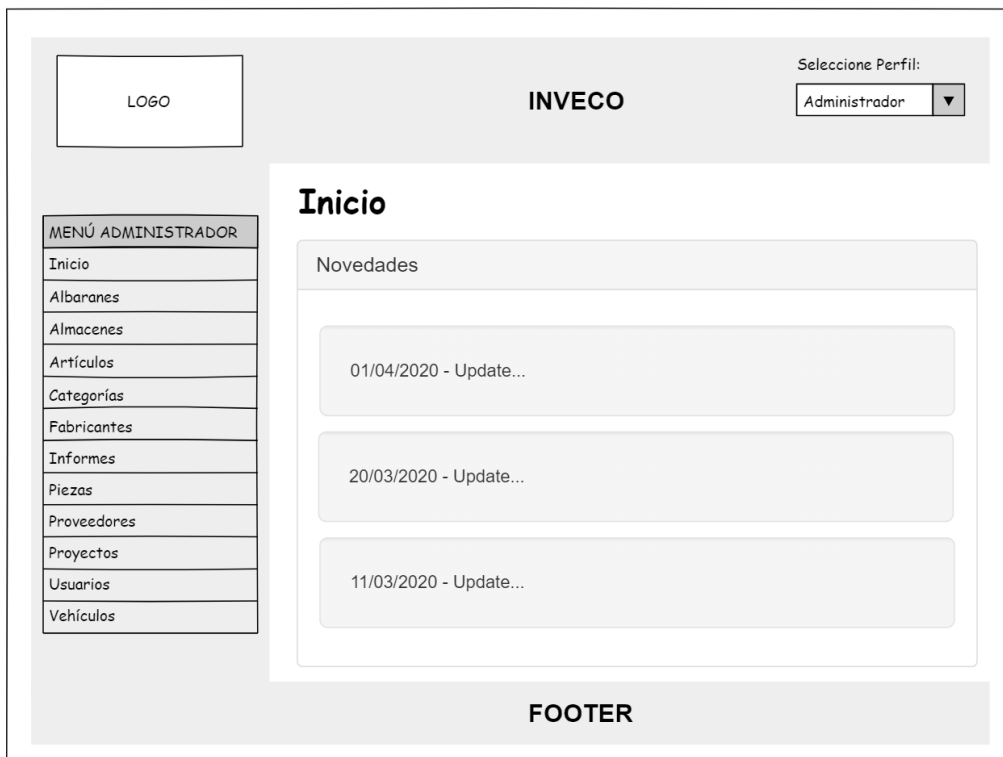 LOGO
INVECO
Seleccione Perfil:
Administrador
MENÚ ADMINISTRADOR
Inicio
Albaranes
Almacenes
Artículos
Categorías
Fabricantes
Informes
Piezas
Proveedores
Proyectos
Usuarios
Vehículos
Inicio
Novedades
01/04/2020 - Update...
20/03/2020 - Update...
11/03/2020 - Update...
FOOTER